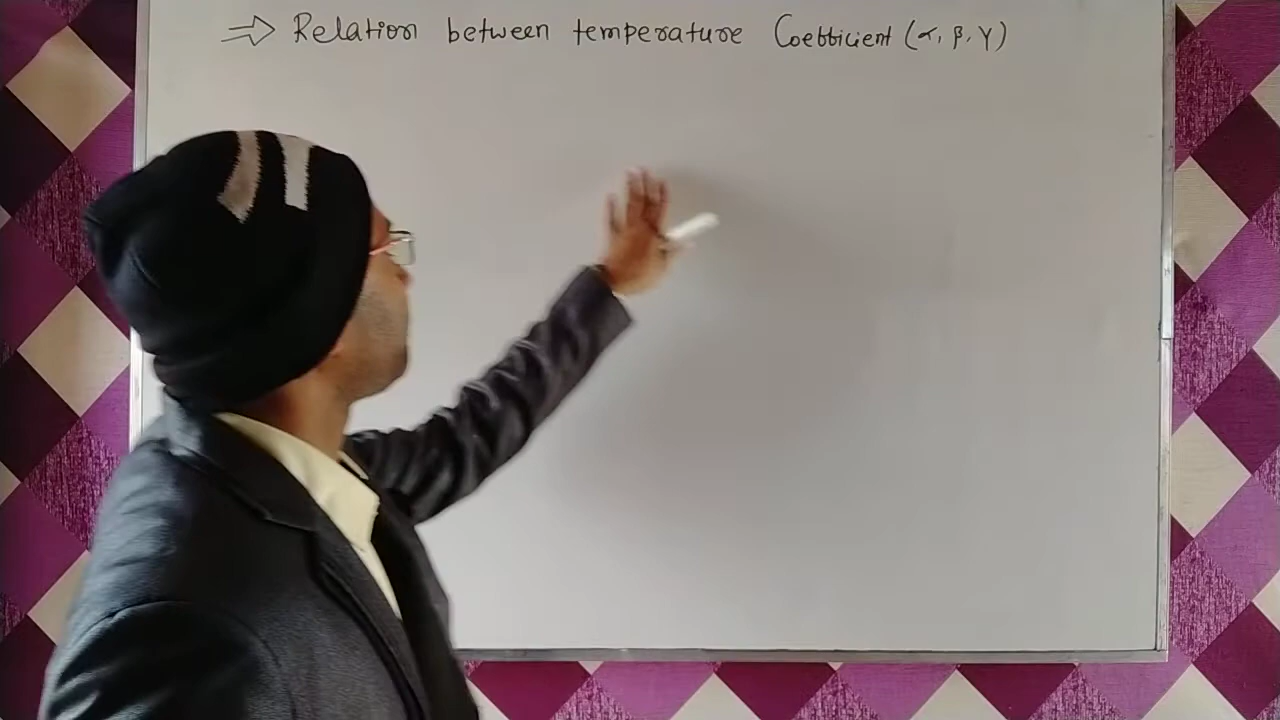 ⇒ Relation between temperature Coefficient (α, β, γ)